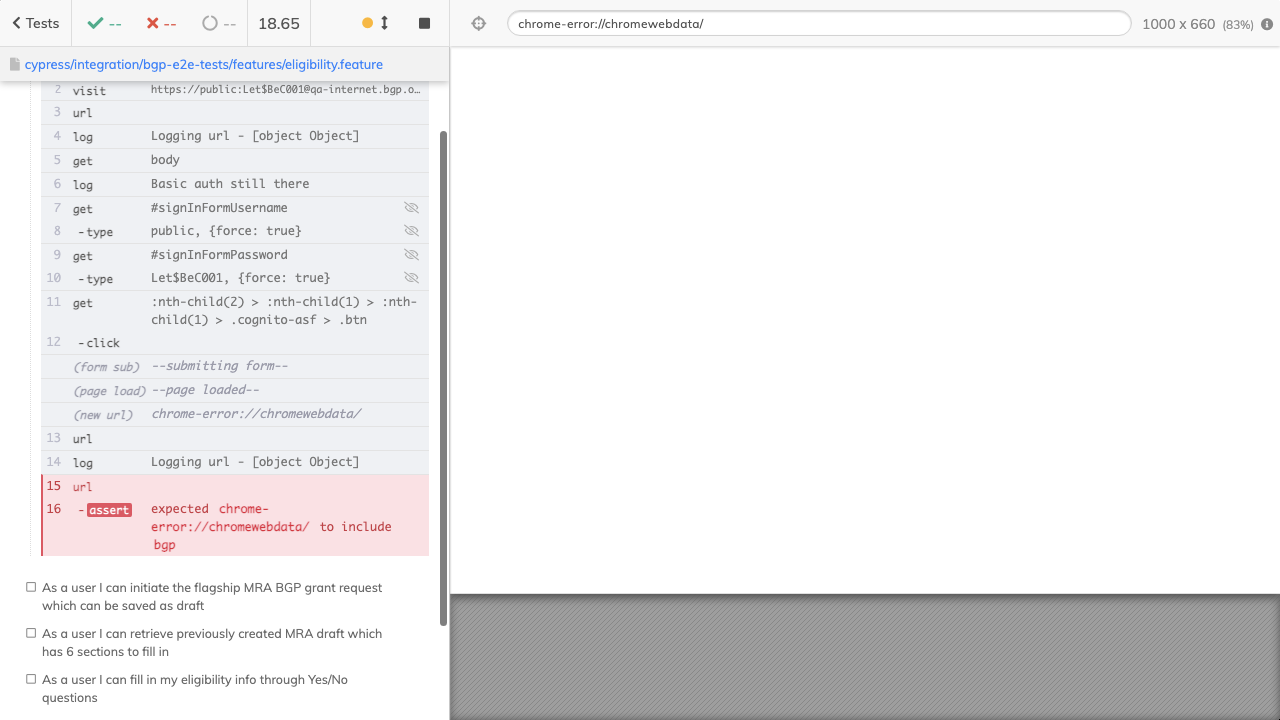 Tests
--
--
--
18.65
chrome-error://chromewebdata/
1000 x 660 (83%)
cypress/integration/bgp-e2e-tests/features/eligibility.feature
2 visit https://public:Let$BeC001@qa-internet.bgp.o…
3 url
4 log Logging url - [object Object]
5 get body
6 log Basic auth still there
7 get #signInFormUsername
8 -type public, {force: true}
9 get #signInFormPassword
10 -type Let$BeC001, {force: true}
11 get :nth-child(2) > :nth-child(1) > :nth-
child(1) > .cognito-asf > .btn
12 -click
(form sub) --submitting form--
(page load) --page loaded--
(new url) chrome-error://chromewebdata/
13 url
14 log Logging url - [object Object]
15 url
16 -assert expected chrome-
error://chromewebdata/ to include
bgp
As a user I can initiate the flagship MRA BGP grant request
which can be saved as draft
As a user I can retrieve previously created MRA draft which
has 6 sections to fill in
As a user I can fill in my eligibility info through Yes/No
questions